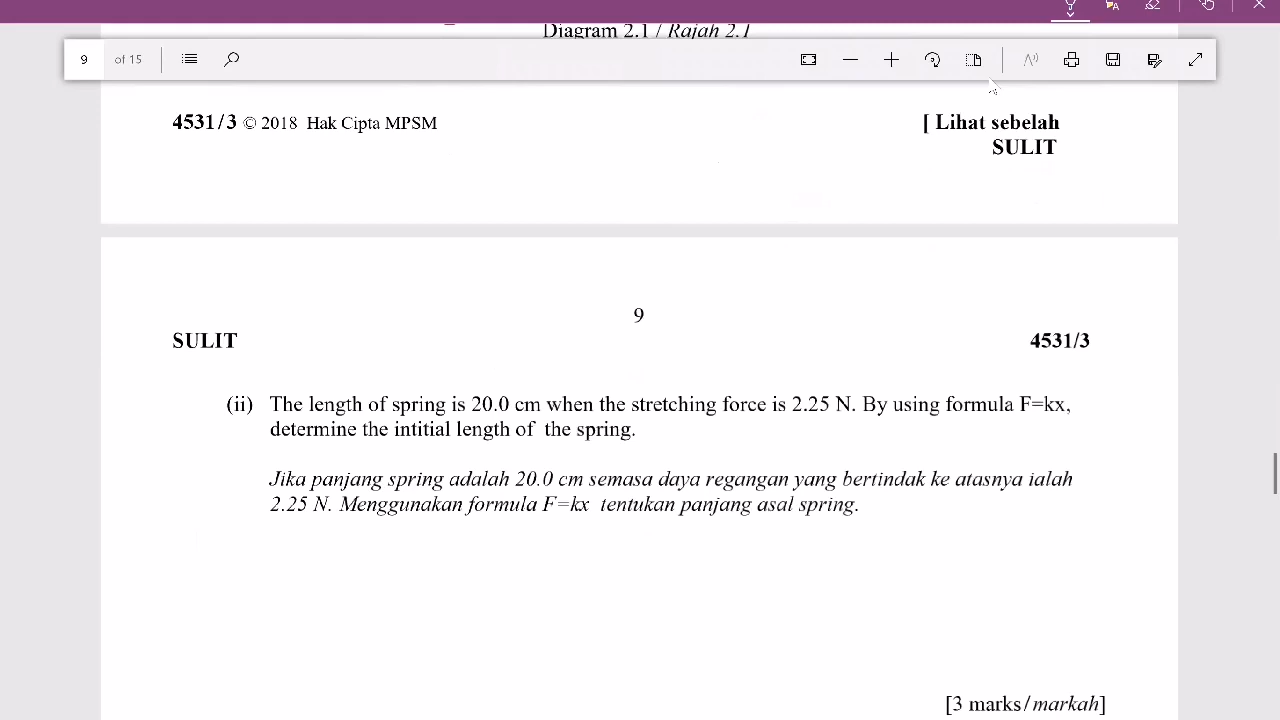 Diagram 2.1 / Rajah 2.1
9 of 15
4531/3 © 2018 Hak Cipta MPSM [ Lihat sebelah
SULIT
9
SULIT 4531/3
(ii) The length of spring is 20.0 cm when the stretching force is 2.25 N. By using formula F=kx,
determine the intitial length of the spring.
Jika panjang spring adalah 20.0 cm semasa daya regangan yang bertindak ke atasnya ialah
2.25 N. Menggunakan formula F=kx tentukan panjang asal spring.
[3 marks/markah]